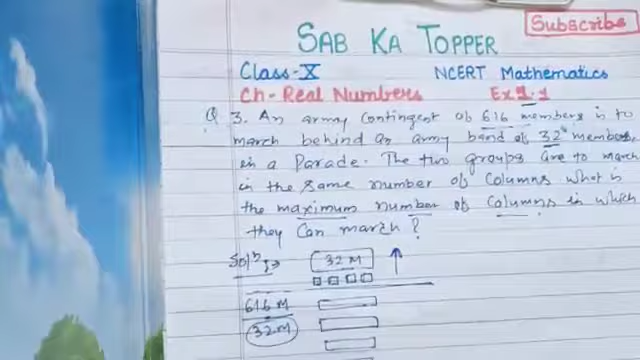 Subscribe
SAB KA TOPPER
Class-X NCERT Mathematics
Ch- Real Numbers Ex 1.1
Q 3. An army contingent of 616 members is to
march behind an army band of 32 members
in a Parade. The two groups are to march
in the same number of columns what is
the maximum number of columns in which
they can march?
Solⁿ:→ 32 M
616 M
32 M